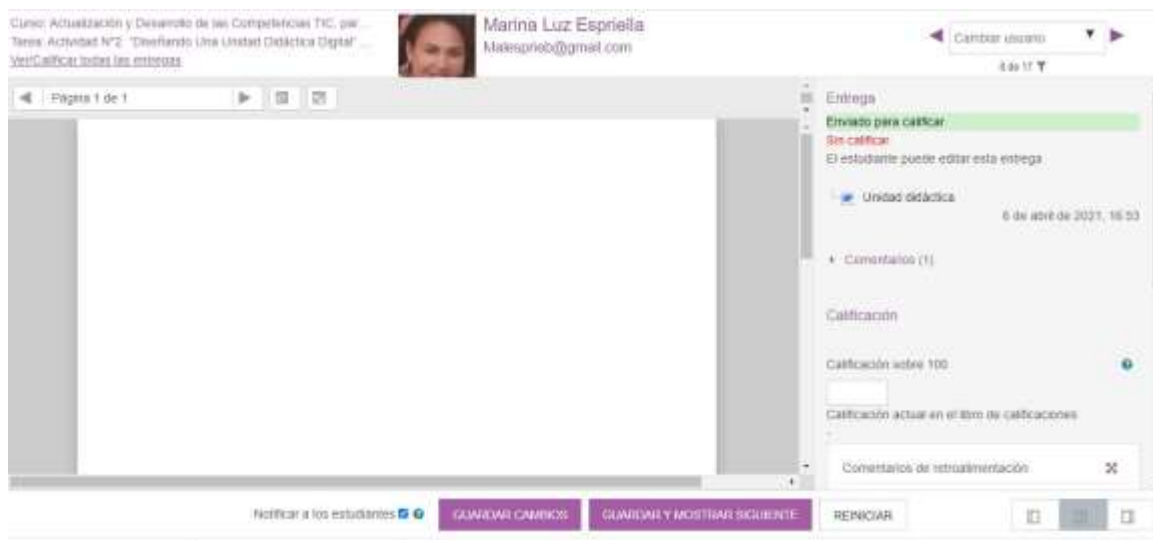 Curso: Actualización y Desarrollo de las Competencias TIC, par...
Tarea: Actividad N°2. "Diseñando Una Unidad Didáctica Digital" ...
Ver/Calificar todas las entregas
Marina Luz Espriella
Malesprieb@gmail.com
Cambiar usuario
de 17
Página 1 de 1
Entrega
Enviado para calificar
Sin calificar
El estudiante puede editar esta entrega
Unidad didáctica
6 de abril de 2021, 16:53
Comentarios (1)
Calificación
Calificación sobre 100
Calificación actual en el libro de calificaciones
-
Comentarios de retroalimentación
Notificar a los estudiantes
GUARDAR CAMBIOS
GUARDAR Y MOSTRAR SIGUIENTE
REINICIAR